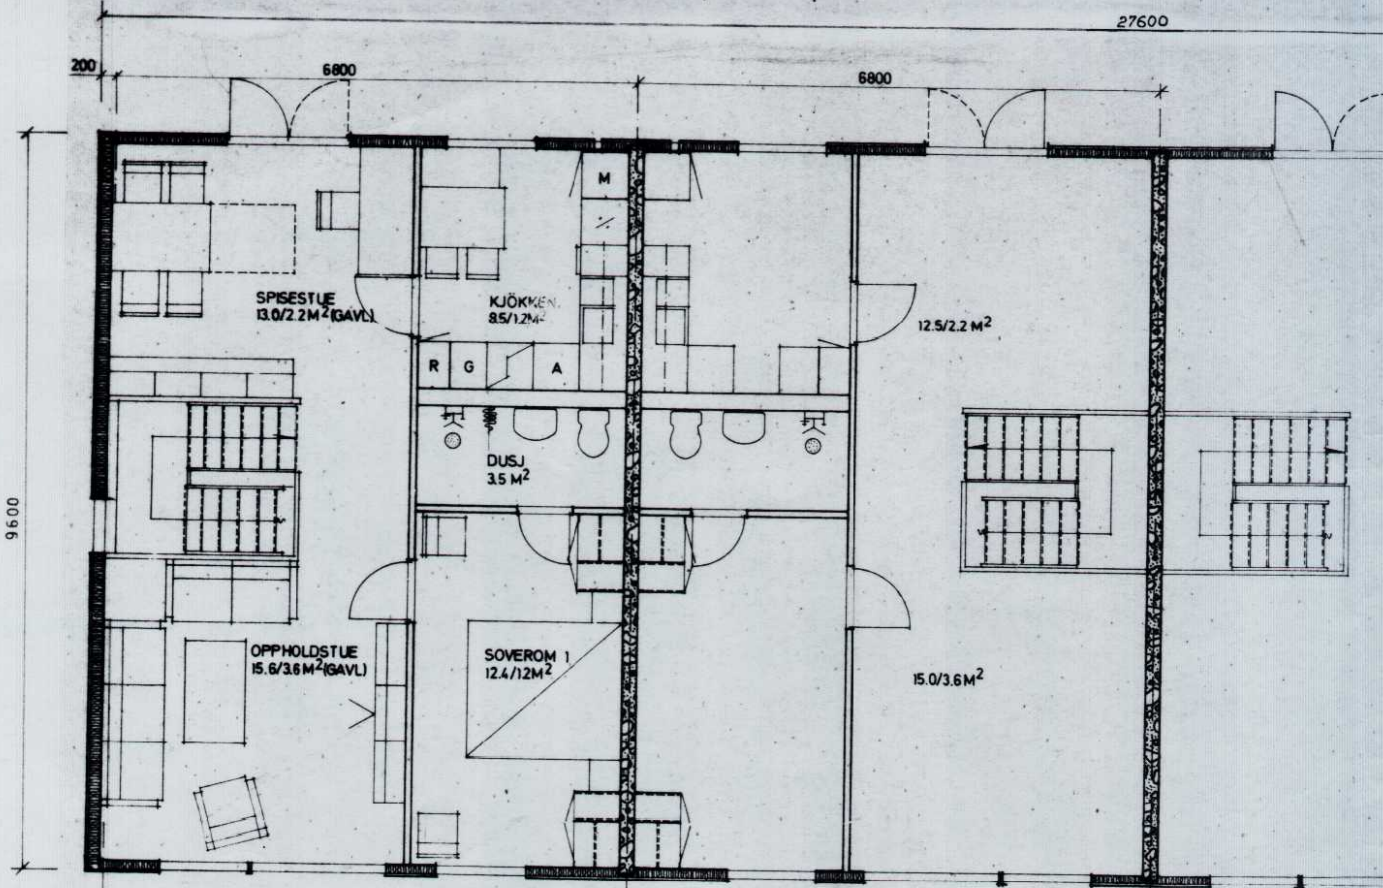 27600
200
6800
6800
M
SPISESTUE
13.0/2.2 M² (GAVL)
KJÖKKEN
8.5/1.2M²
12.5/2.2 M²
R G A
DUSJ
3.5 M²
9600
OPPHOLDSTUE
15.6/3.6 M² (GAVL)
SOVEROM 1
12.4/1.2M²
15.0/3.6 M²